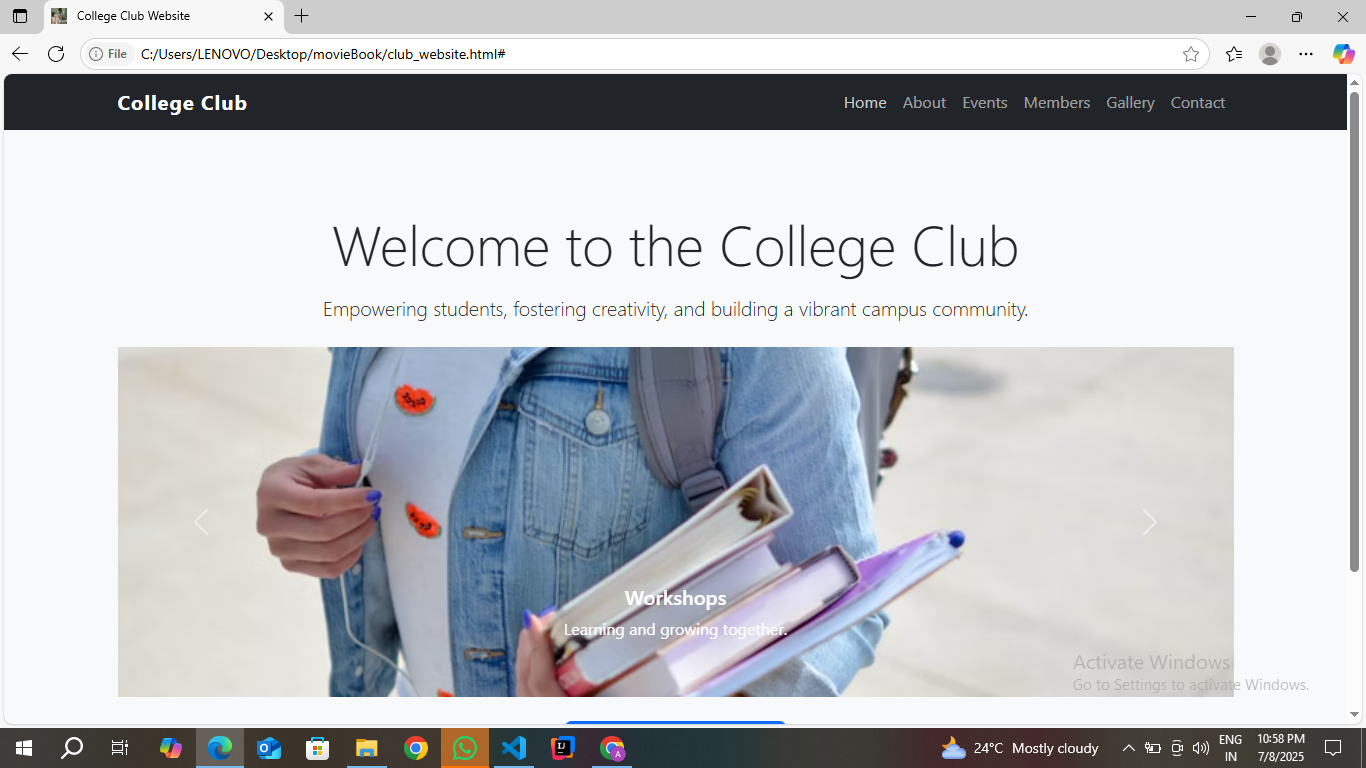 College Club Website
File
C:/Users/LENOVO/Desktop/movieBook/club_website.html#
College Club
Home
About
Events
Members
Gallery
Contact
Welcome to the College Club
Empowering students, fostering creativity, and building a vibrant campus community.
Workshops
Learning and growing together.
Activate Windows
Go to Settings to activate Windows.
24°C Mostly cloudy
ENG
IN
10:58 PM
7/8/2025